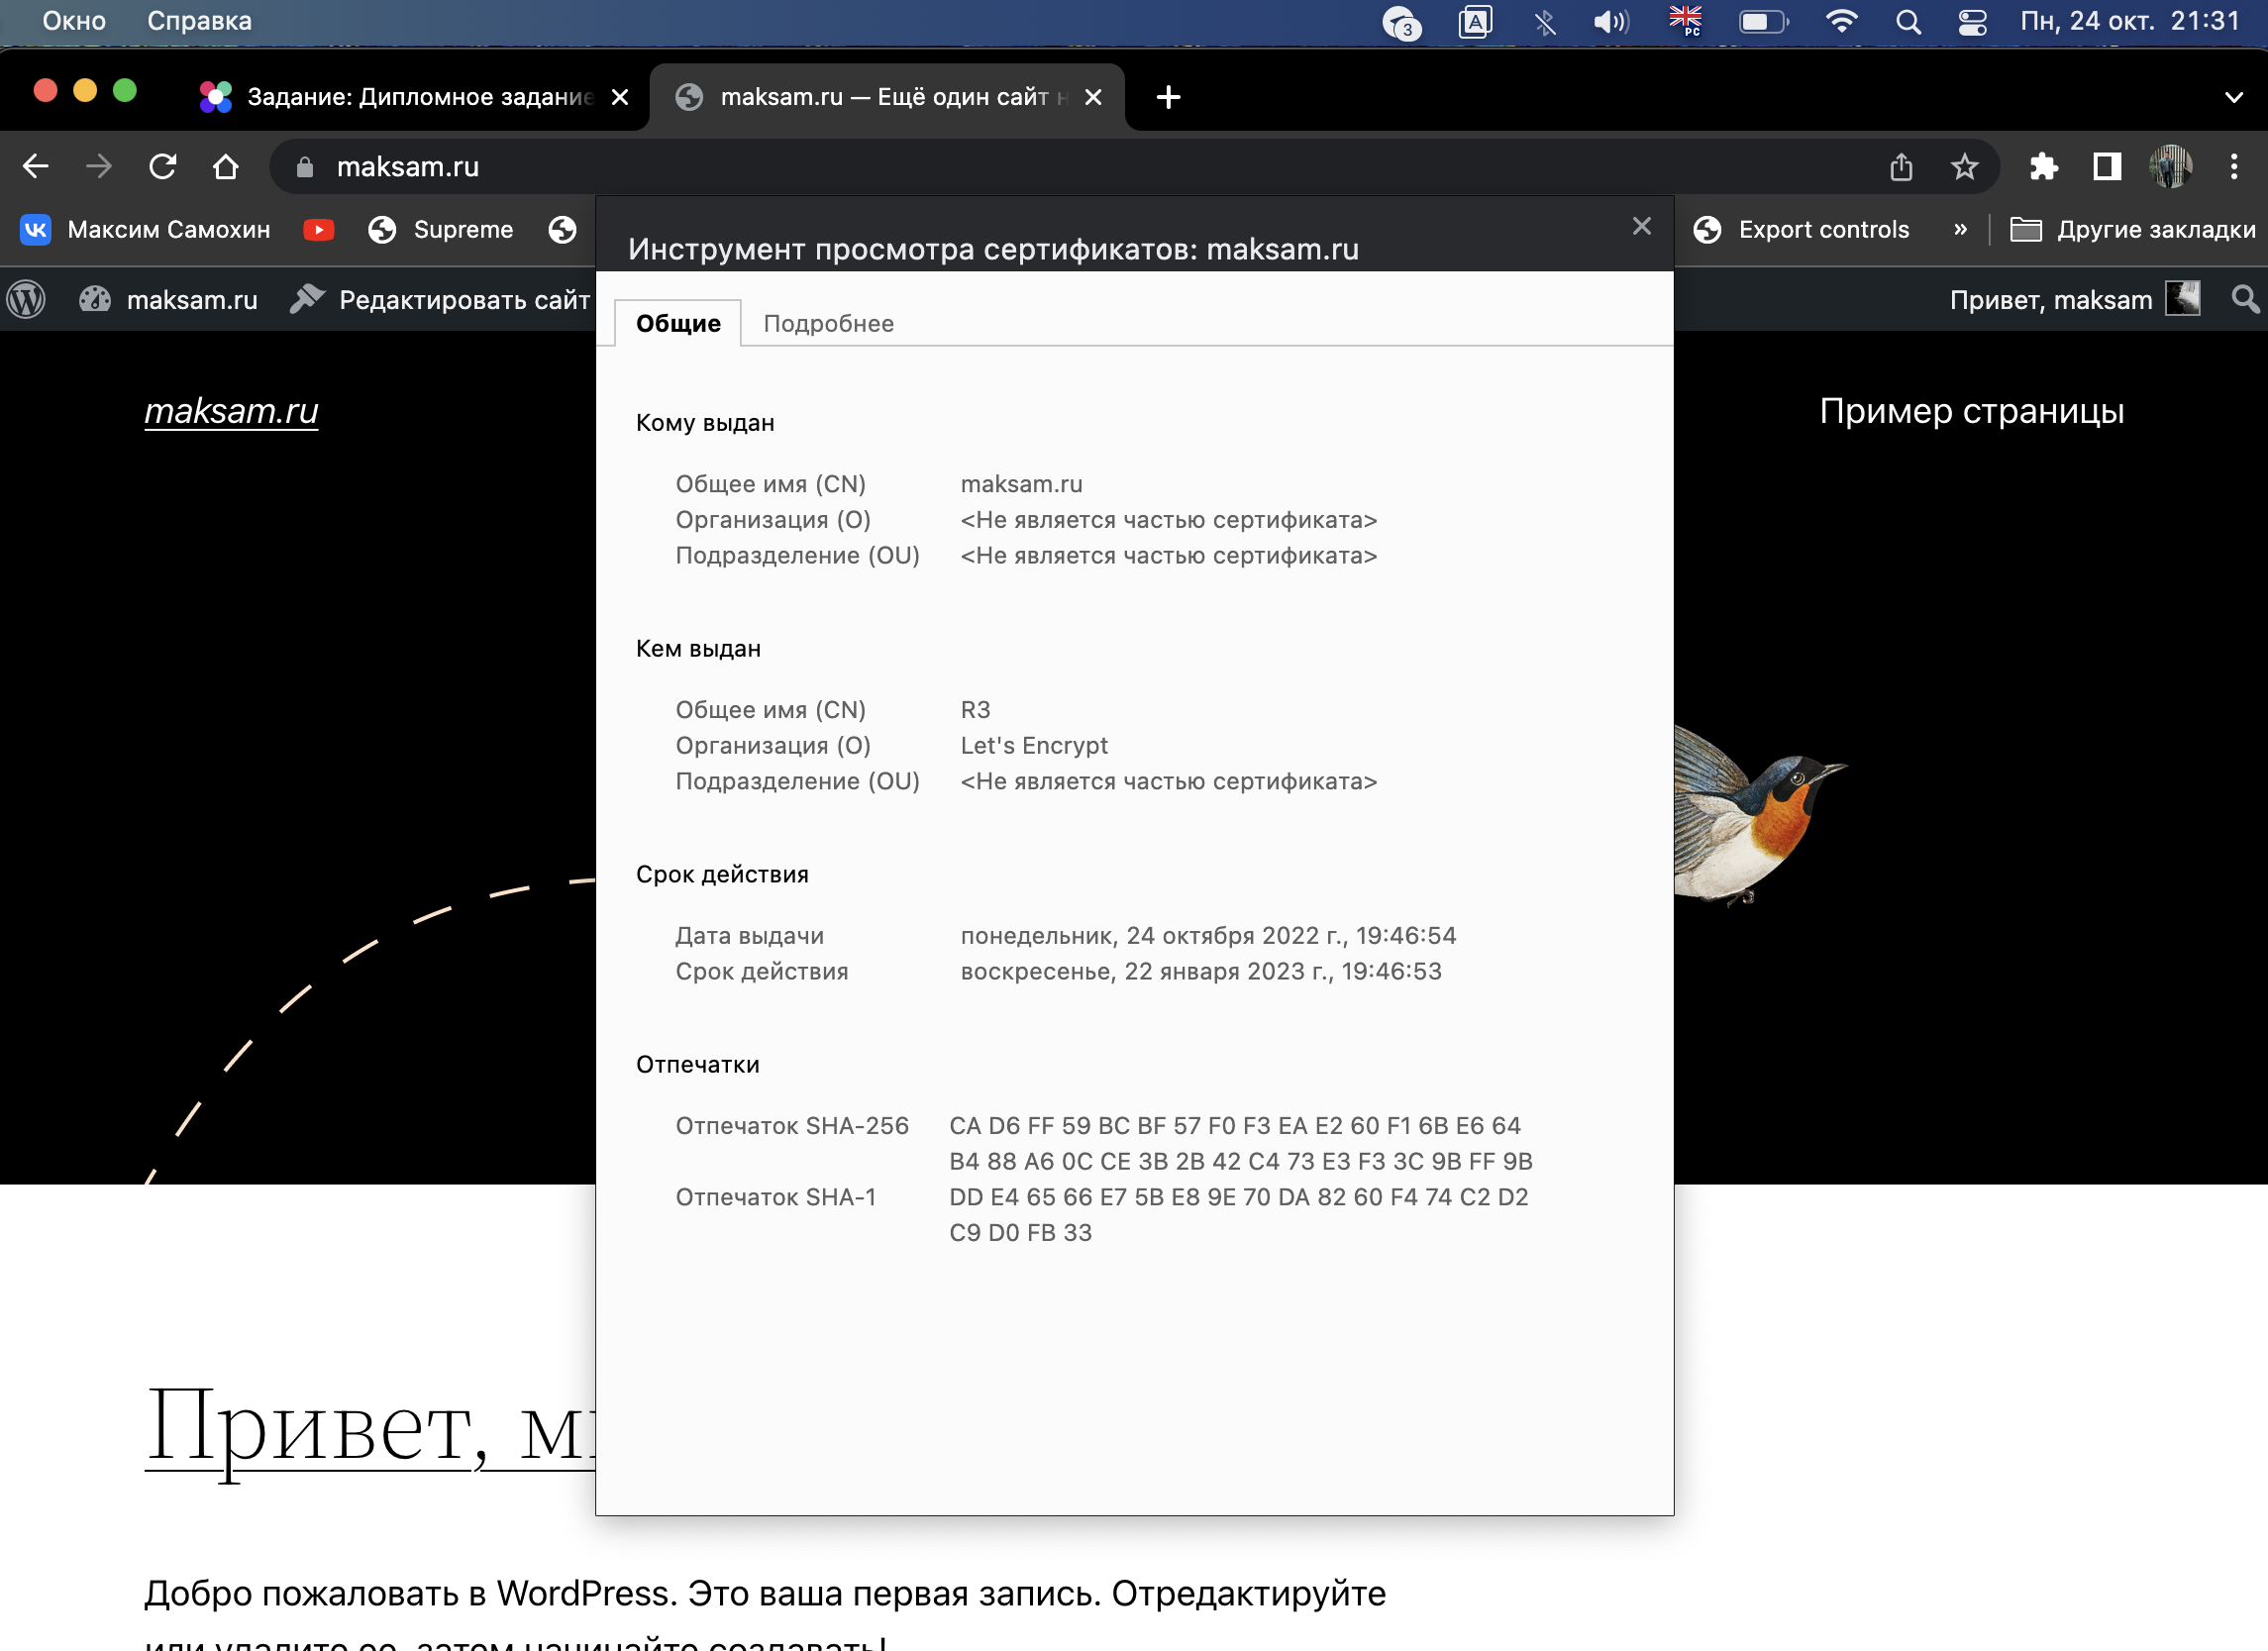 Окно Справка 3 A PC Пн, 24 окт. 21:31
Задание: Дипломное задание maksam.ru — Ещё один сайт н
maksam.ru
Максим Самохин Supreme Export controls » Другие закладки
maksam.ru Редактировать сайт Привет, maksam
Инструмент просмотра сертификатов: maksam.ru
Общие Подробнее
maksam.ru Пример страницы
Кому выдан
Общее имя (CN) maksam.ru
Организация (O) <Не является частью сертификата>
Подразделение (OU) <Не является частью сертификата>
Кем выдан
Общее имя (CN) R3
Организация (O) Let's Encrypt
Подразделение (OU) <Не является частью сертификата>
Срок действия
Дата выдачи понедельник, 24 октября 2022 г., 19:46:54
Срок действия воскресенье, 22 января 2023 г., 19:46:53
Отпечатки
Отпечаток SHA-256 CA D6 FF 59 BC BF 57 F0 F3 EA E2 60 F1 6B E6 64
B4 88 A6 0C CE 3B 2B 42 C4 73 E3 F3 3C 9B FF 9B
Отпечаток SHA-1 DD E4 65 66 E7 5B E8 9E 70 DA 82 60 F4 74 C2 D2
C9 D0 FB 33
Привет, м
Добро пожаловать в WordPress. Это ваша первая запись. Отредактируйте
или удалите ее, затем начинайте создавать!